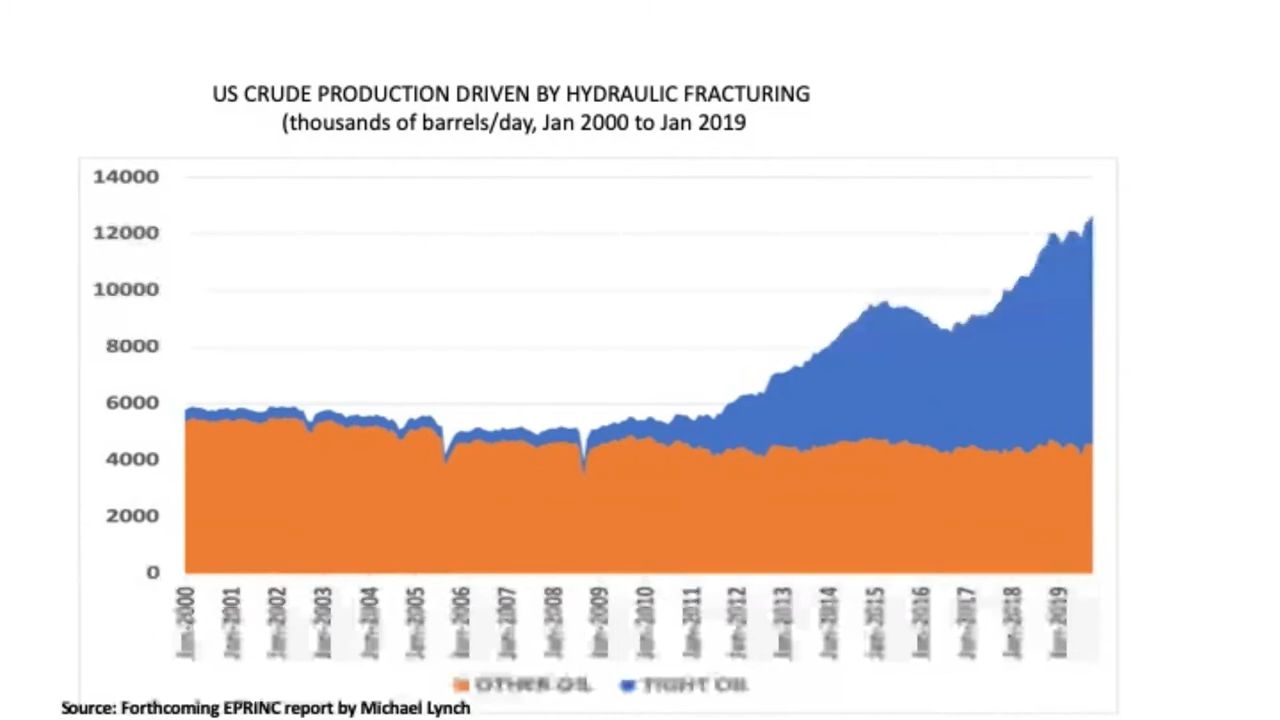 US CRUDE PRODUCTION DRIVEN BY HYDRAULIC FRACTURING
(thousands of barrels/day, Jan 2000 to Jan 2019
14000
12000
10000
8000
6000
4000
2000
0
Jan-2000
Jan-2001
Jan-2002
Jan-2003
Jan-2004
Jan-2005
Jan-2006
Jan-2007
Jan-2008
Jan-2009
Jan-2010
Jan-2011
Jan-2012
Jan-2013
Jan-2014
Jan-2015
Jan-2016
Jan-2017
Jan-2018
Jan-2019
OTHER OIL
TIGHT OIL
Source: Forthcoming EPRINC report by Michael Lynch